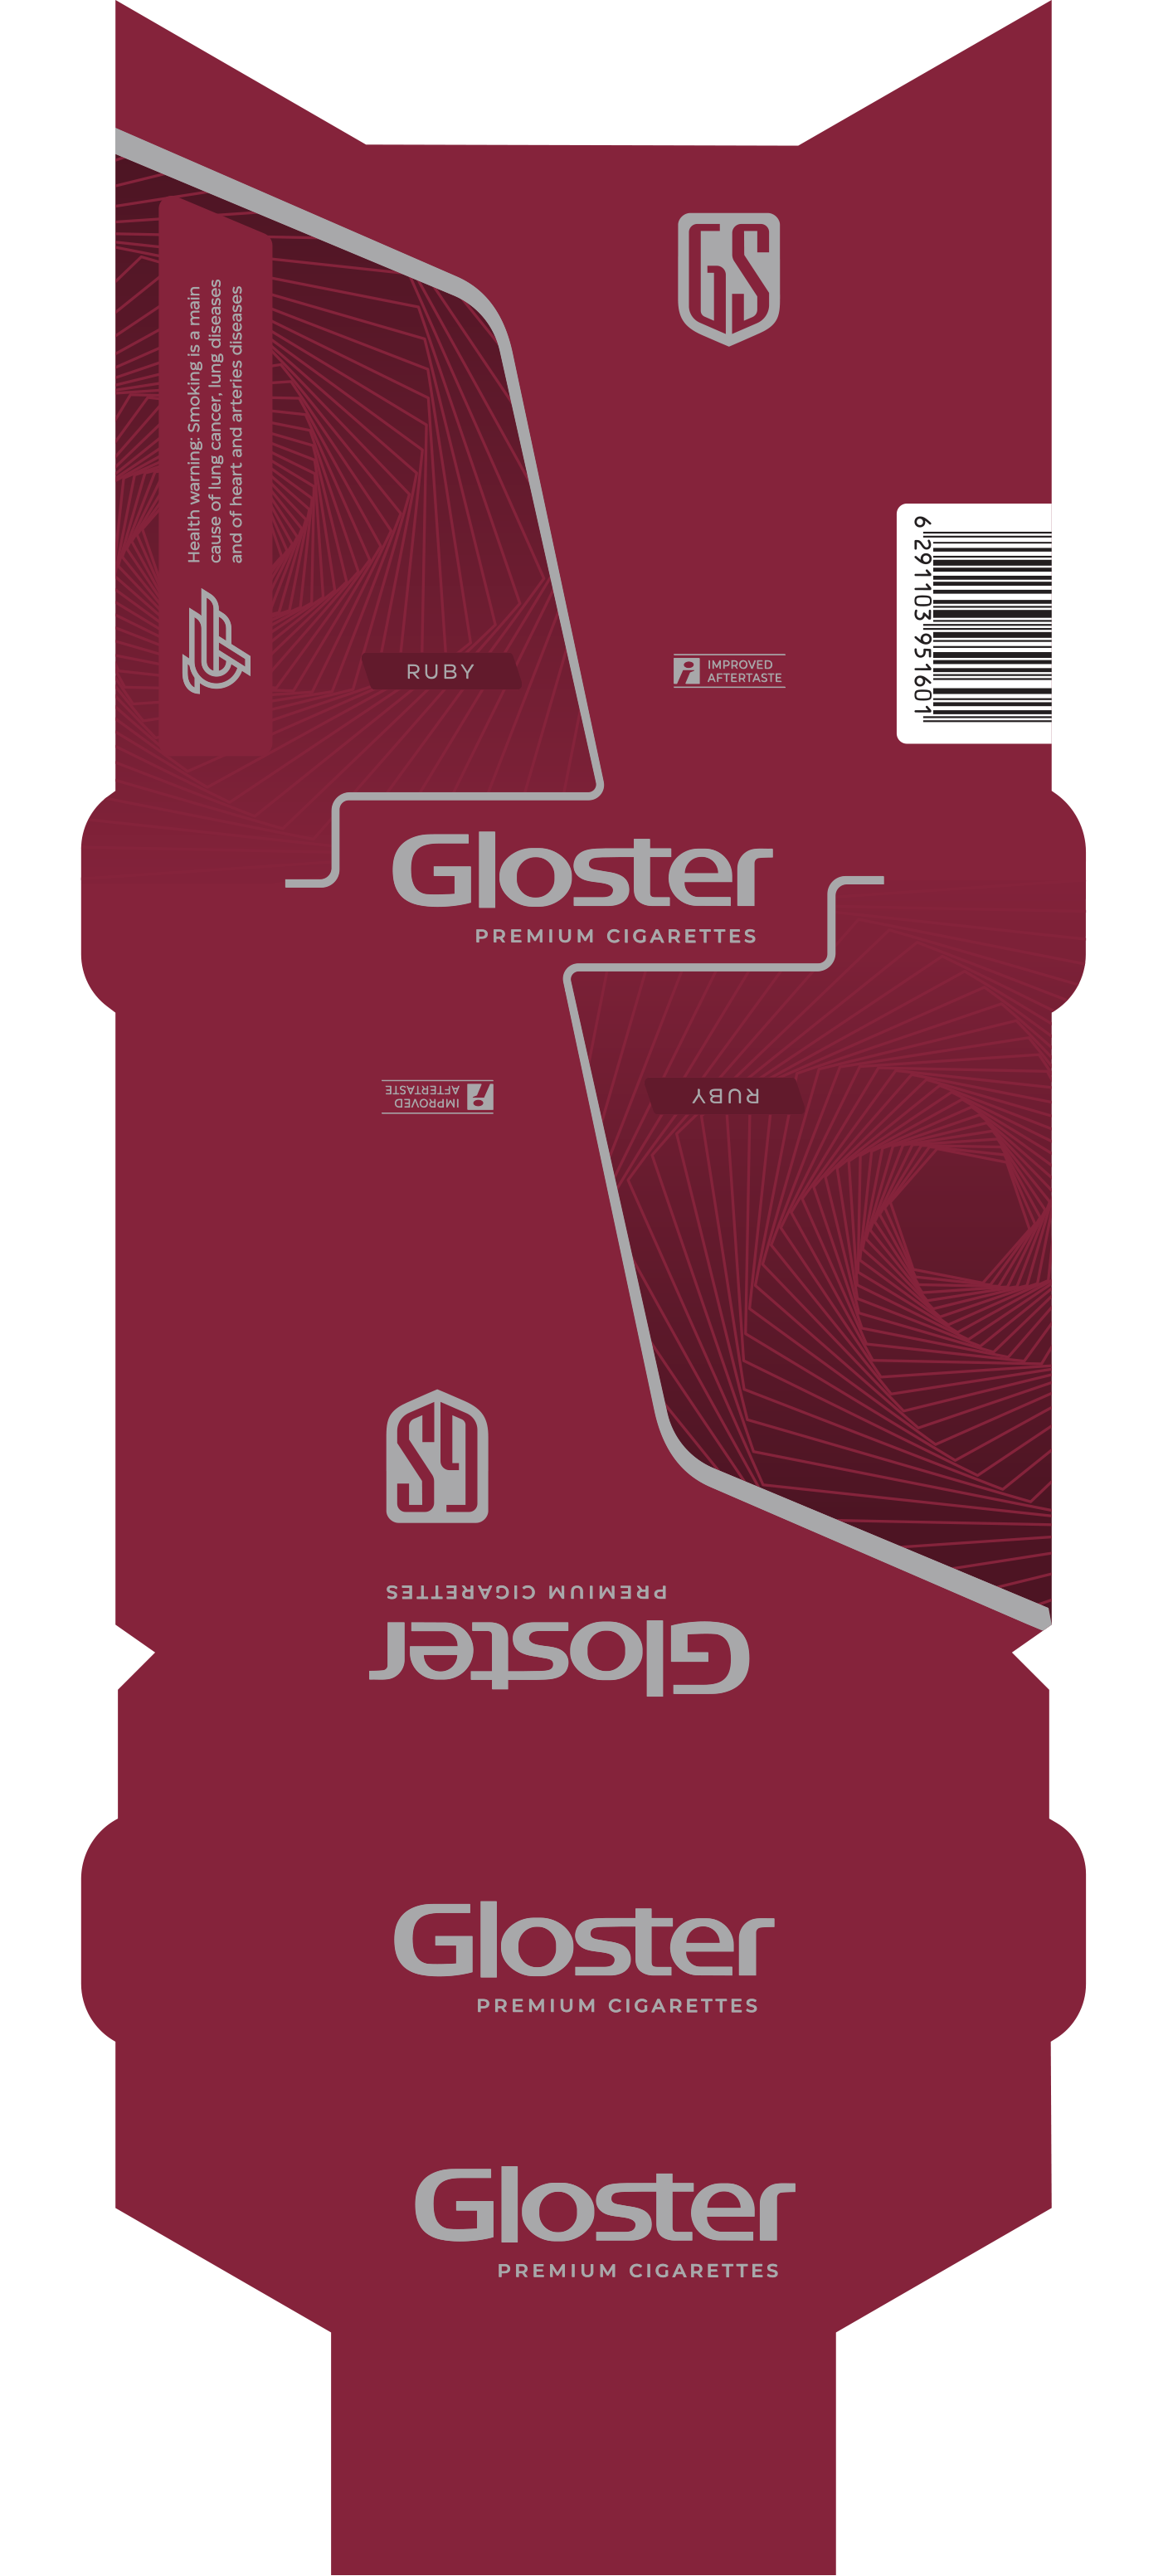 GS
Health warning: Smoking is a main
cause of lung cancer, lung diseases
and of heart and arteries diseases
6 291103 951601
RUBY
IMPROVED
AFTERTASTE
Gloster
PREMIUM CIGARETTES
RUBY
IMPROVED
AFTERTASTE
GS
Gloster
PREMIUM CIGARETTES
Gloster
PREMIUM CIGARETTES
Gloster
PREMIUM CIGARETTES